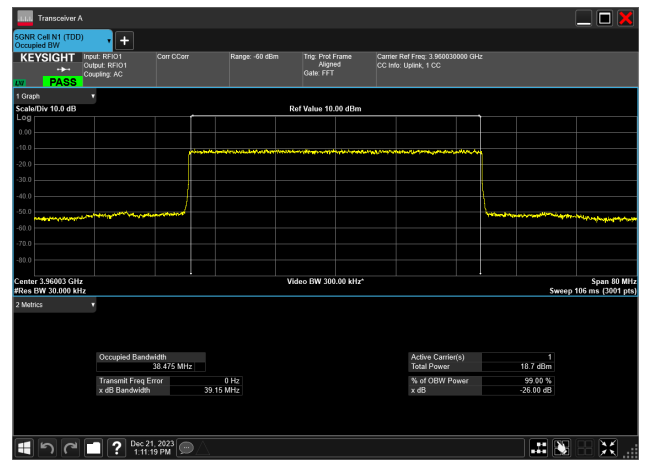 Transceiver A
5GNR Cell N1 (TDD)
Occupied BW
KEYSIGHT
LXI
PASS
Input: RFIO1
Output: RFIO1
Coupling: AC
Corr CCorr
Range: -60 dBm
Trig: Prot Frame
Aligned
Gate: FFT
Carrier Ref Freq: 3.960030000 GHz
CC Info: Uplink, 1 CC
1 Graph
Scale/Div 10.0 dB
Ref Value 10.00 dBm
Log
0.00
-10.0
-20.0
-30.0
-40.0
-50.0
-60.0
-70.0
-80.0
Center 3.96003 GHz
Video BW 300.00 kHz*
Span 80 MHz
#Res BW 30.000 kHz
Sweep 106 ms (3001 pts)
2 Metrics
Occupied Bandwidth
38.475 MHz
Active Carrier(s) 1
Total Power 18.7 dBm
Transmit Freq Error 0 Hz
x dB Bandwidth 39.15 MHz
% of OBW Power 99.00 %
x dB -26.00 dB
Dec 21, 2023
1:11:19 PM